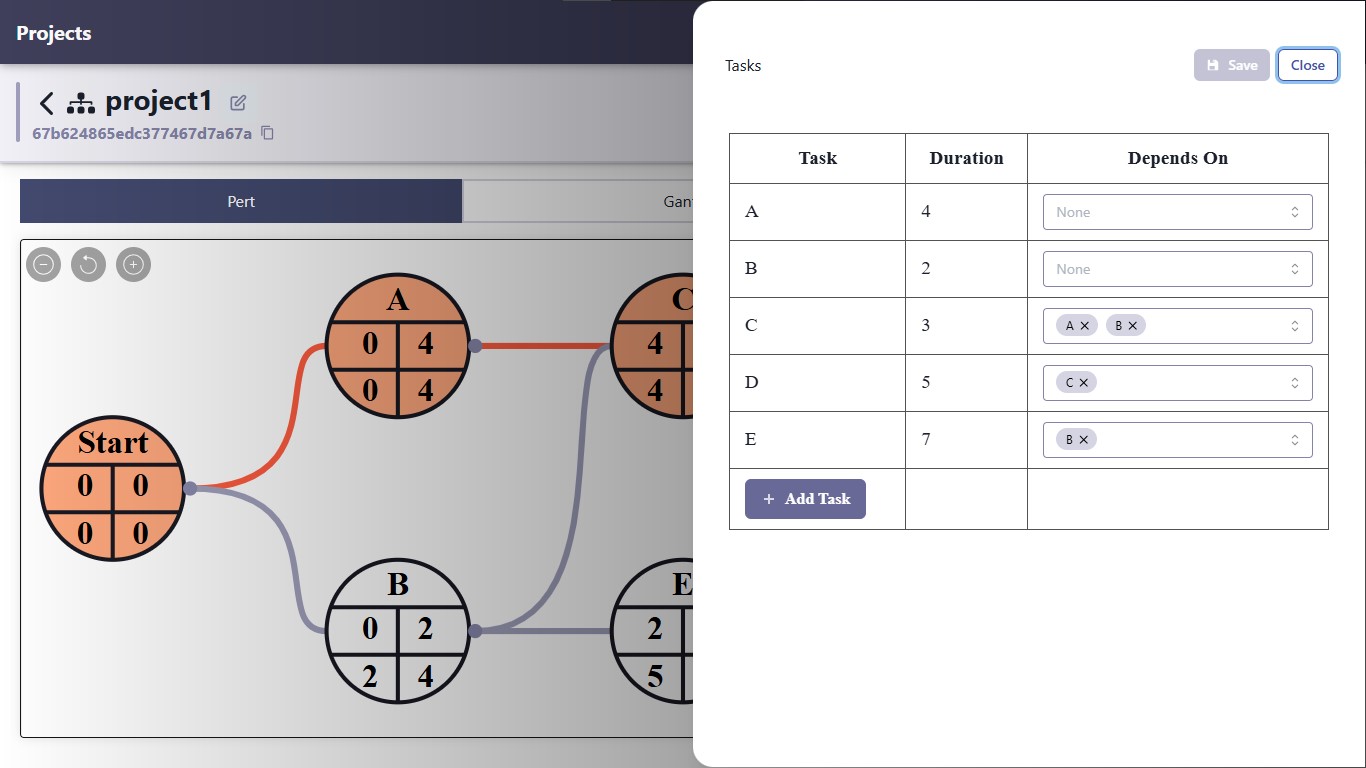 Projects
project1
67b624865edc377467d7a67a
Pert
Gan
A
0 4
0 4
C
4
4
Start
0 0
0 0
B
0 2
2 4
E
2
5
Tasks
Save
Close
Task Duration Depends On
A 4 None
B 2 None
C 3 A B
D 5 C
E 7 B
Add Task